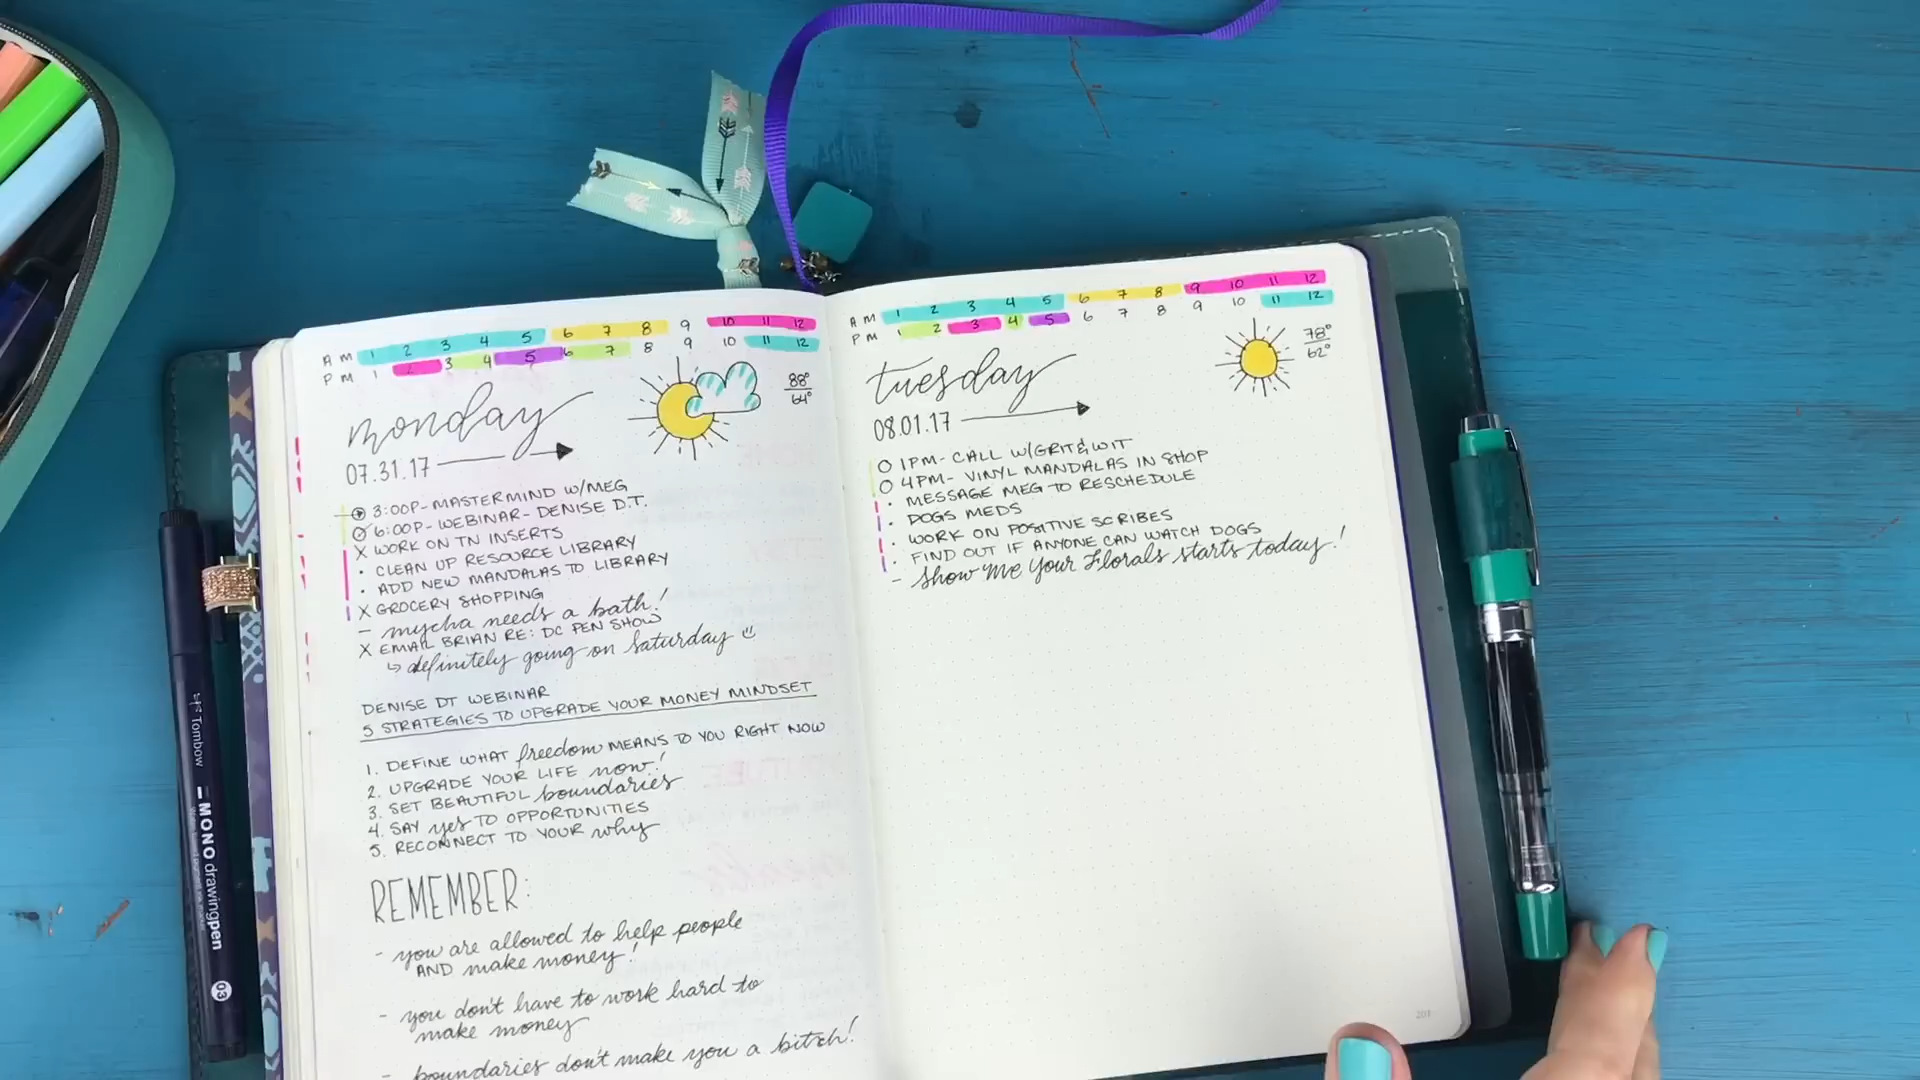 AM 1 2 3 4 5 6 7 8 9 10 11 12
PM 1 2 3 4 5 6 7 8 9 10 11 12
monday
88°
64°
07.31.17
3:00P- MASTERMIND W/MEG
6:00P- WEBINAR- DENISE D.T.
X WORK ON TN INSERTS
· CLEAN UP RESOURCE LIBRARY
· ADD NEW MANDALAS TO LIBRARY
X GROCERY SHOPPING
- mycha needs a bath!
X EMAIL BRIAN RE: DC PEN SHOW
↳ definitely going on Saturday
DENISE DT WEBINAR
5 STRATEGIES TO UPGRADE YOUR MONEY MINDSET
1. DEFINE WHAT freedom MEANS TO YOU RIGHT NOW
2. UPGRADE YOUR LIFE now!
3. SET BEAUTIFUL boundaries
4. SAY yes TO OPPORTUNITIES
5. RECONNECT TO YOUR why
REMEMBER:
- you are allowed to help people
AND make money!
- you don't have to work hard to
make money
- boundaries don't make you a bitch!
AM 1 2 3 4 5 6 7 8 9 10 11 12
PM 1 2 3 4 5 6 7 8 9 10 11 12
tuesday
78°
62°
08.01.17
O 1PM- CALL W/GRIT & WIT
O 4PM- VINYL MANDALAS IN SHOP
· MESSAGE MEG TO RESCHEDULE
· DOGS MEDS
· WORK ON POSITIVE SCRIBES
· FIND OUT IF ANYONE CAN WATCH DOGS
- Show Me Your Florals starts today!
Tombow
MONO drawingpen
03